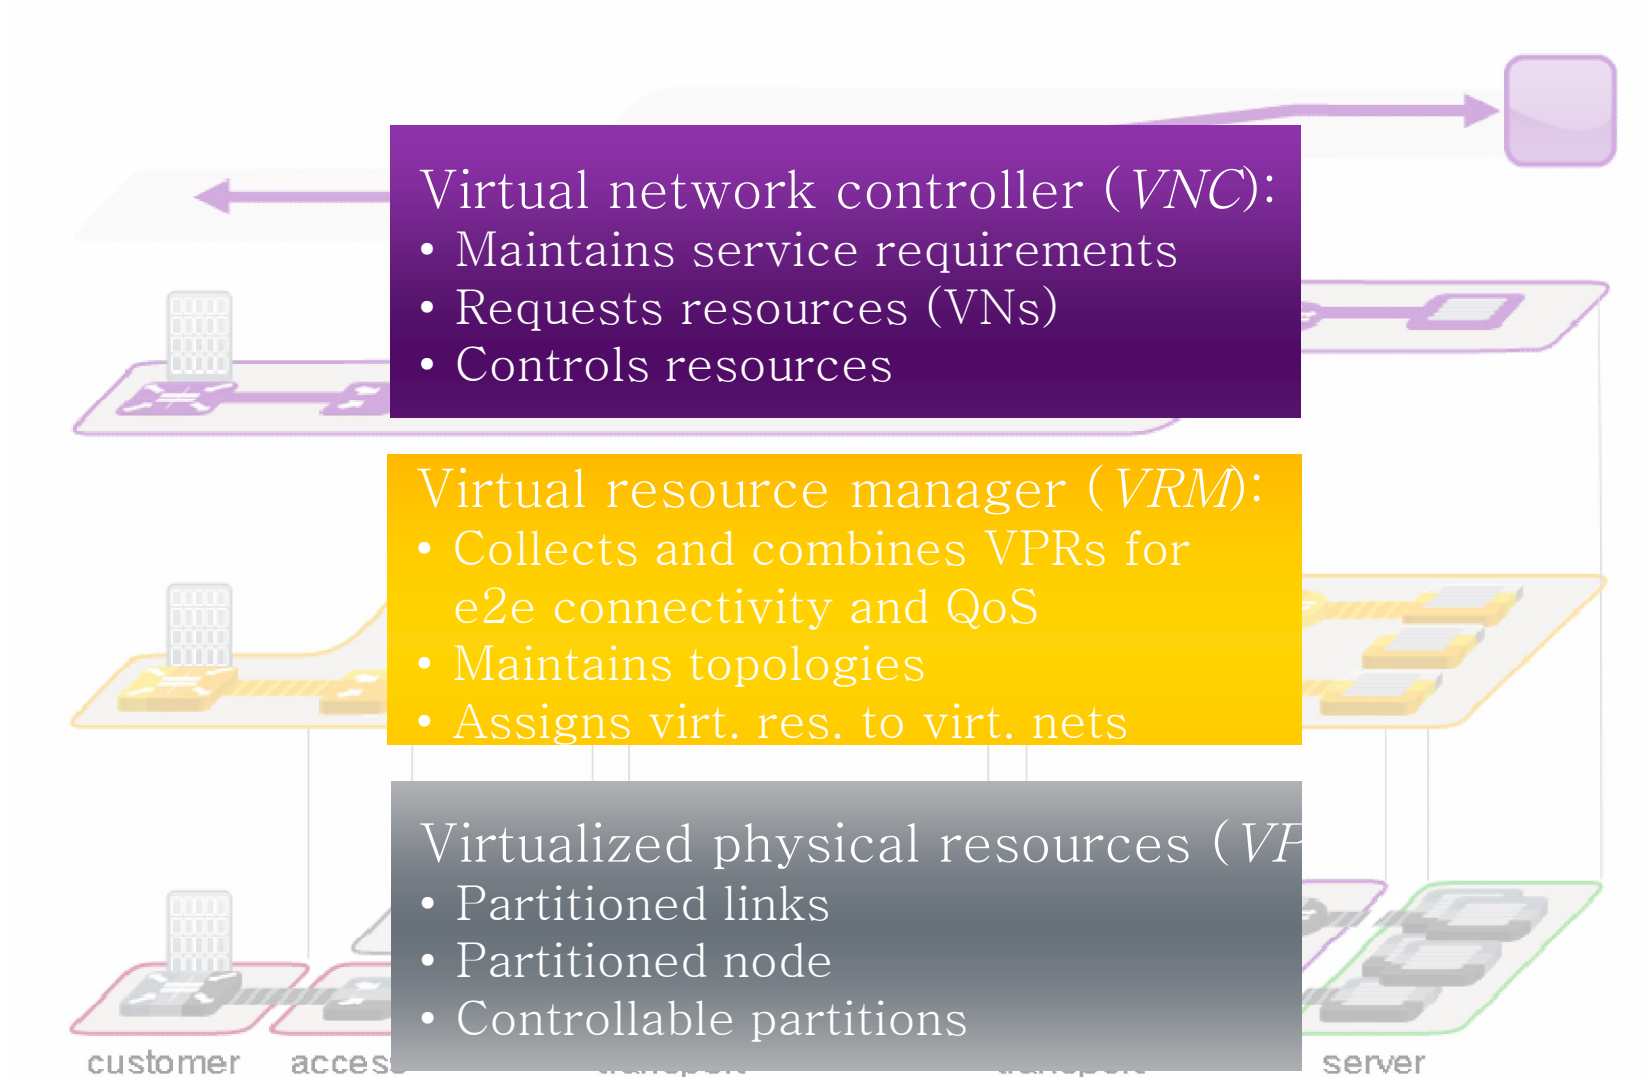 Virtual network controller (VNC):
• Maintains service requirements
• Requests resources (VNs)
• Controls resources
Virtual resource manager (VRM):
• Collects and combines VPRs for
e2e connectivity and QoS
• Maintains topologies
• Assigns virt. res. to virt. nets
Virtualized physical resources (VP
• Partitioned links
• Partitioned node
• Controllable partitions
customer access server